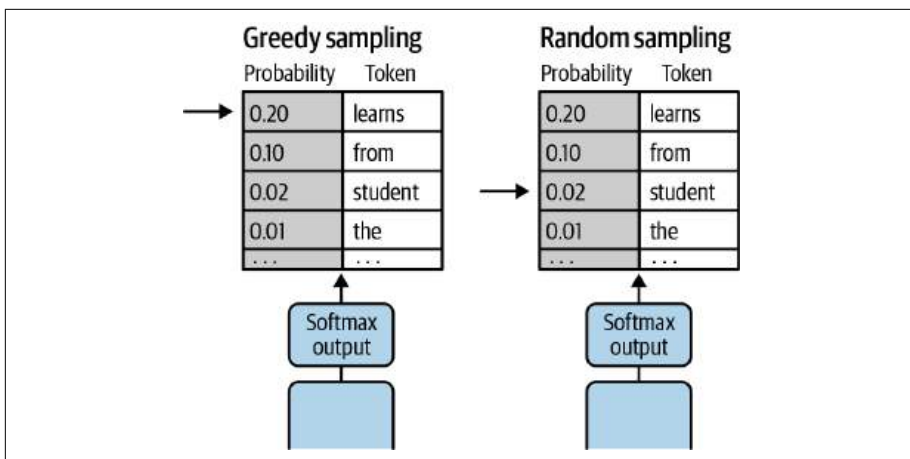 Greedy sampling
Probability Token
0.20 learns
0.10 from
0.02 student
0.01 the
... ...
Softmax
output
Random sampling
Probability Token
0.20 learns
0.10 from
0.02 student
0.01 the
... ...
Softmax
output